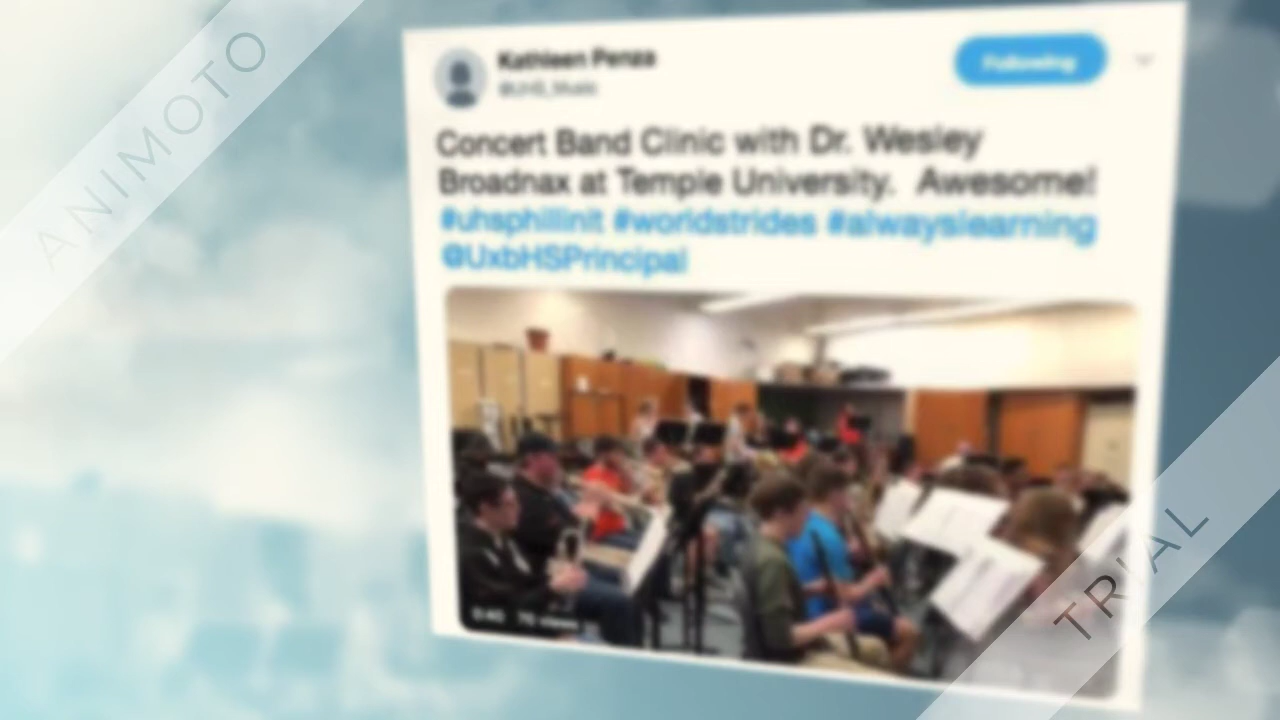 ANIMOTO
Kathleen Penza
Following
Concert Band Clinic with Dr. Wesley
Broadnax at Temple University. Awesome!
#uhsphillinit #worldstrides #alwayslearning
@UxbHSPrincipal
TRIAL